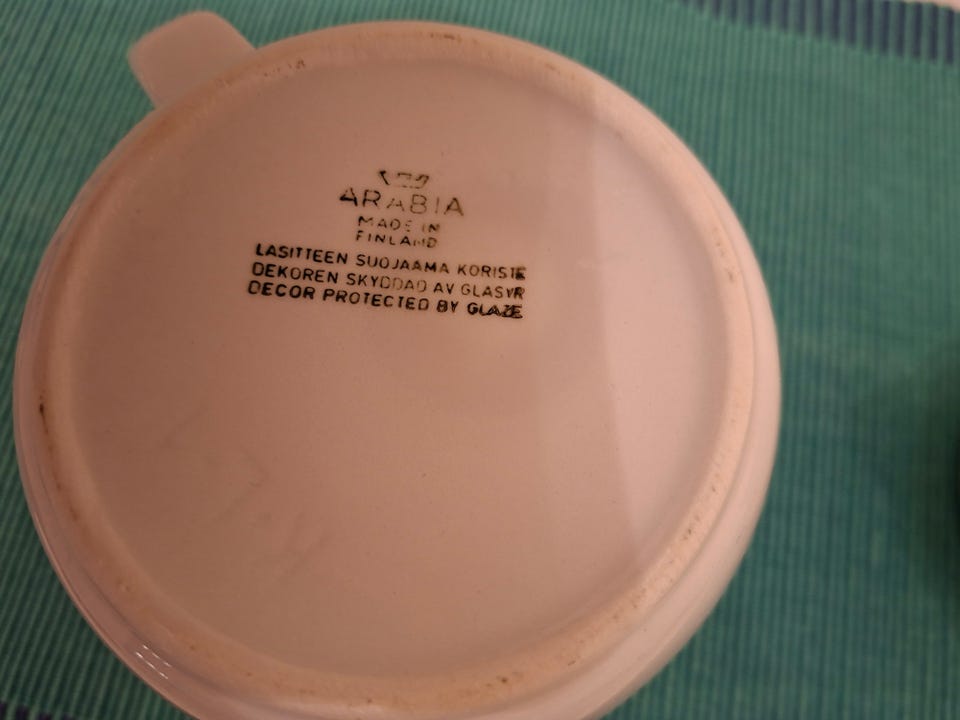 ARABIA
MADE IN
FINLAND
LASITTEEN SUOJAAMA KORISTE
DEKOREN SKYDDAD AV GLASYR
DECOR PROTECTED BY GLAZE